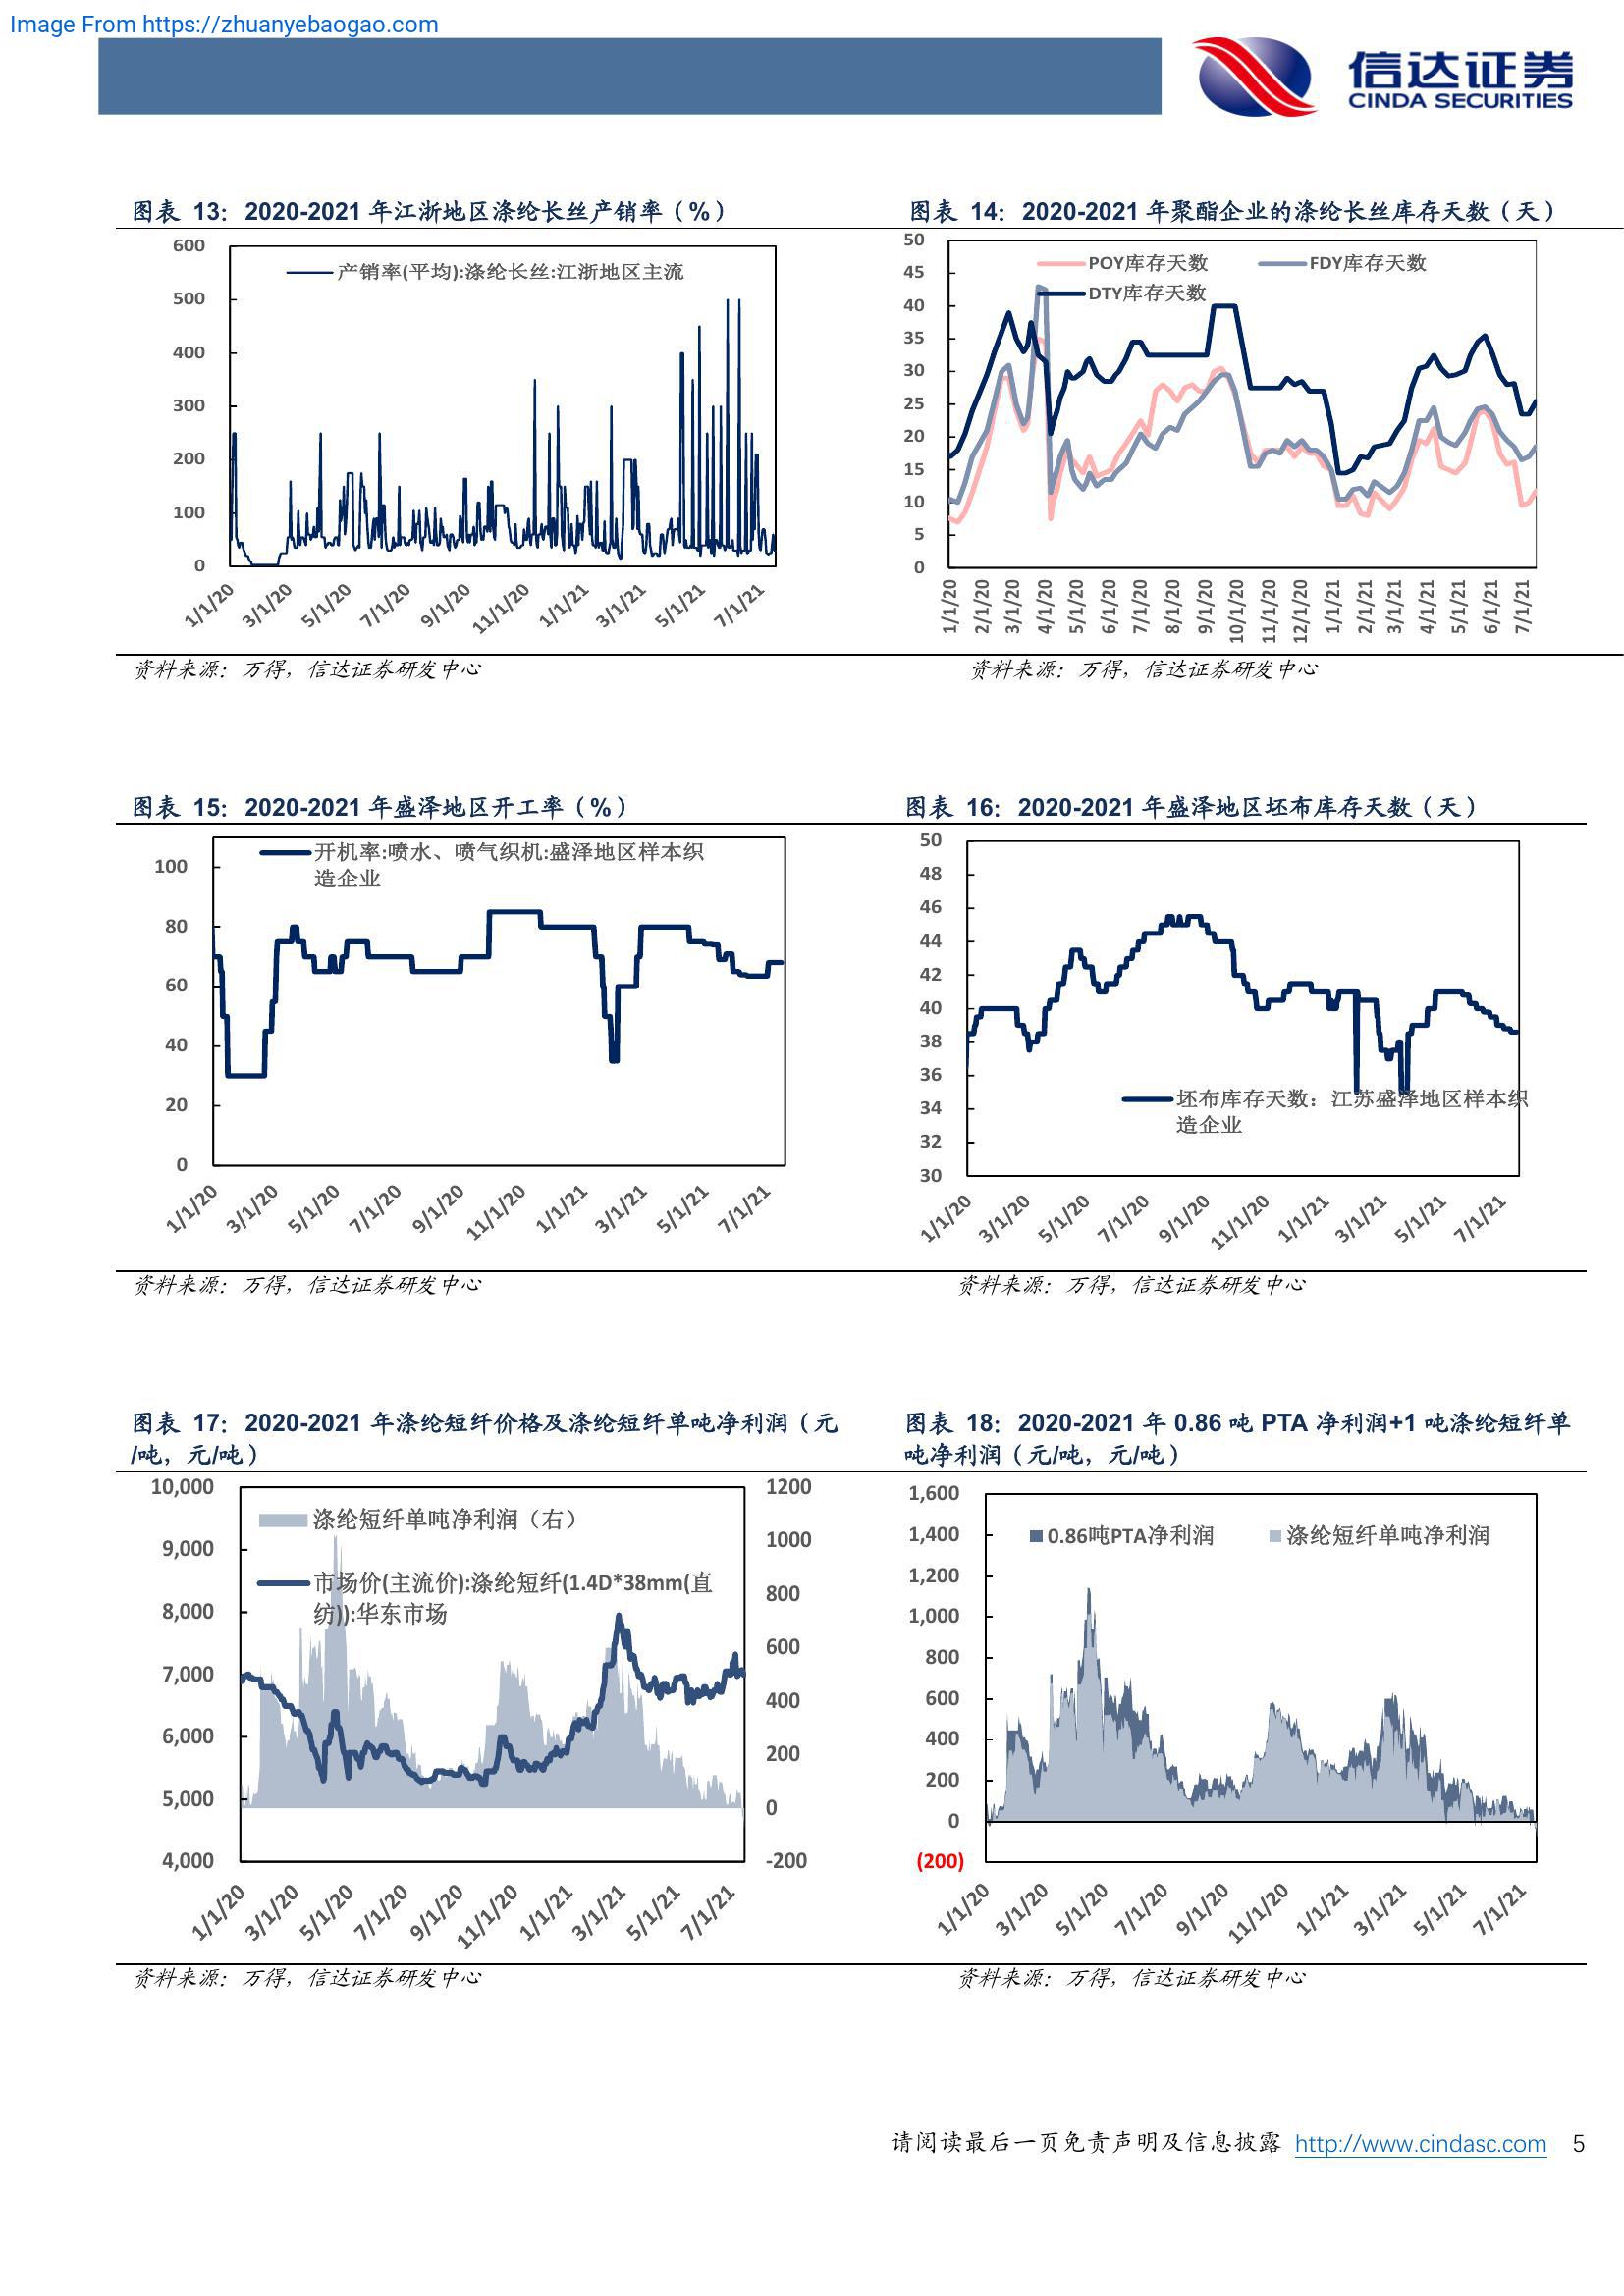 Image From https://zhuanyebaogao.com
信达证券
CINDA SECURITIES
图表 13：2020-2021 年江浙地区涤纶长丝产销率（%）
600
500
400
300
200
100
0
产销率(平均):涤纶长丝:江浙地区主流
1/1/20 3/1/20 5/1/20 7/1/20 9/1/20 11/1/20 1/1/21 3/1/21 5/1/21 7/1/21
资料来源：万得，信达证券研发中心
图表 14：2020-2021 年聚酯企业的涤纶长丝库存天数（天）
50
45
40
35
30
25
20
15
10
5
0
POY库存天数 FDY库存天数
DTY库存天数
1/1/20 2/1/20 3/1/20 4/1/20 5/1/20 6/1/20 7/1/20 8/1/20 9/1/20 10/1/20 11/1/20 12/1/20 1/1/21 2/1/21 3/1/21 4/1/21 5/1/21 6/1/21 7/1/21
资料来源：万得，信达证券研发中心
图表 15：2020-2021 年盛泽地区开工率（%）
100
80
60
40
20
0
开机率:喷水、喷气织机:盛泽地区样本织
造企业
1/1/20 3/1/20 5/1/20 7/1/20 9/1/20 11/1/20 1/1/21 3/1/21 5/1/21 7/1/21
资料来源：万得，信达证券研发中心
图表 16：2020-2021 年盛泽地区坯布库存天数（天）
50
48
46
44
42
40
38
36
34
32
30
坯布库存天数：江苏盛泽地区样本织
造企业
1/1/20 3/1/20 5/1/20 7/1/20 9/1/20 11/1/20 1/1/21 3/1/21 5/1/21 7/1/21
资料来源：万得，信达证券研发中心
图表 17：2020-2021 年涤纶短纤价格及涤纶短纤单吨净利润（元
/吨，元/吨）
10,000
9,000
8,000
7,000
6,000
5,000
4,000
涤纶短纤单吨净利润（右）
市场价(主流价):涤纶短纤(1.4D*38mm(直
纺)):华东市场
1200
1000
800
600
400
200
0
-200
1/1/20 3/1/20 5/1/20 7/1/20 9/1/20 11/1/20 1/1/21 3/1/21 5/1/21 7/1/21
资料来源：万得，信达证券研发中心
图表 18：2020-2021 年 0.86 吨 PTA 净利润+1 吨涤纶短纤单
吨净利润（元/吨，元/吨）
1,600
1,400
1,200
1,000
800
600
400
200
0
(200)
0.86吨PTA净利润 涤纶短纤单吨净利润
1/1/20 3/1/20 5/1/20 7/1/20 9/1/20 11/1/20 1/1/21 3/1/21 5/1/21 7/1/21
资料来源：万得，信达证券研发中心
请阅读最后一页免责声明及信息披露 http://www.cindasc.com 5